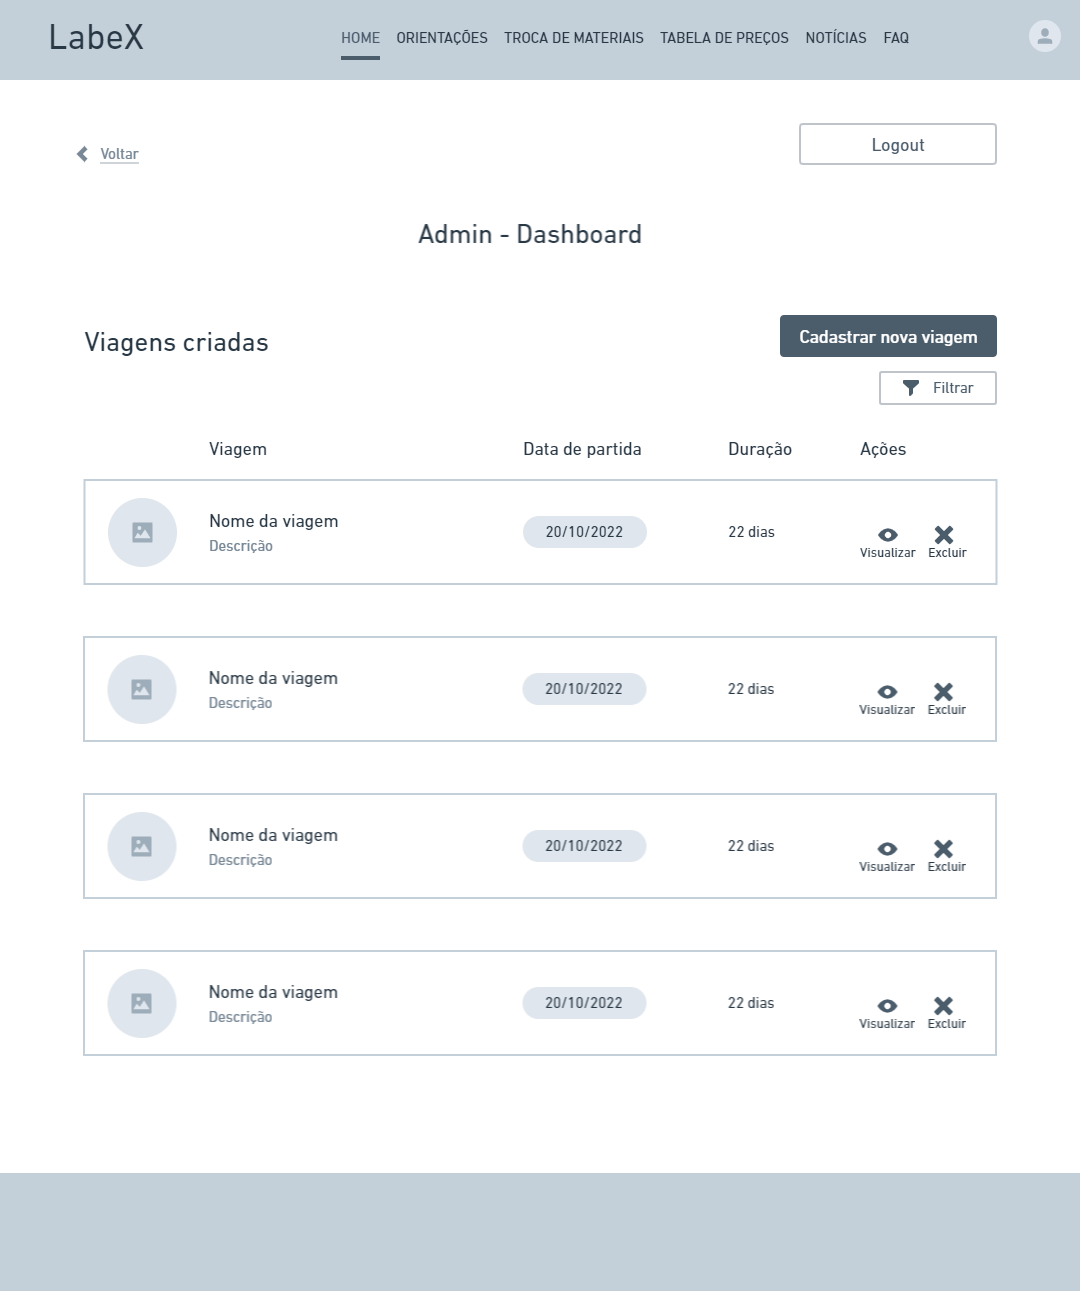 LabeX
HOME ORIENTAÇÕES TROCA DE MATERIAIS TABELA DE PREÇOS NOTÍCIAS FAQ
Voltar
Logout
Admin - Dashboard
Viagens criadas
Cadastrar nova viagem
Filtrar
Viagem Data de partida Duração Ações
Nome da viagem
Descrição
20/10/2022
22 dias
Visualizar Excluir
Nome da viagem
Descrição
20/10/2022
22 dias
Visualizar Excluir
Nome da viagem
Descrição
20/10/2022
22 dias
Visualizar Excluir
Nome da viagem
Descrição
20/10/2022
22 dias
Visualizar Excluir